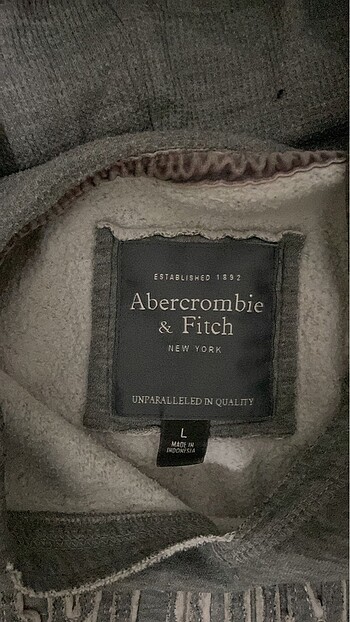 ESTABLISHED 1892
Abercrombie
& Fitch
NEW YORK
UNPARALLELED IN QUALITY
L
MADE IN
INDONESIA